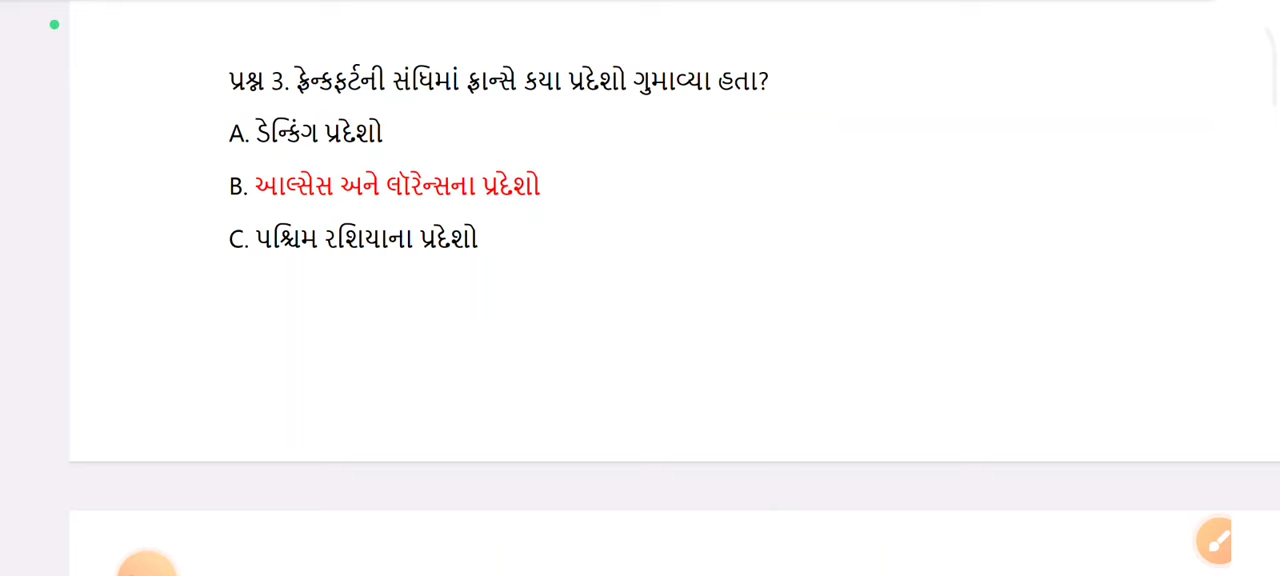 પ્રશ્ન 3. ફ્રેન્કફર્ટની સંધિમાં ફ્રાન્સે કયા પ્રદેશો ગુમાવ્યા હતા?
A. ડેન્કિંગ પ્રદેશો
B. આલ્સેસ અને લૉરેન્સના પ્રદેશો
C. પશ્ચિમ રશિયાના પ્રદેશો